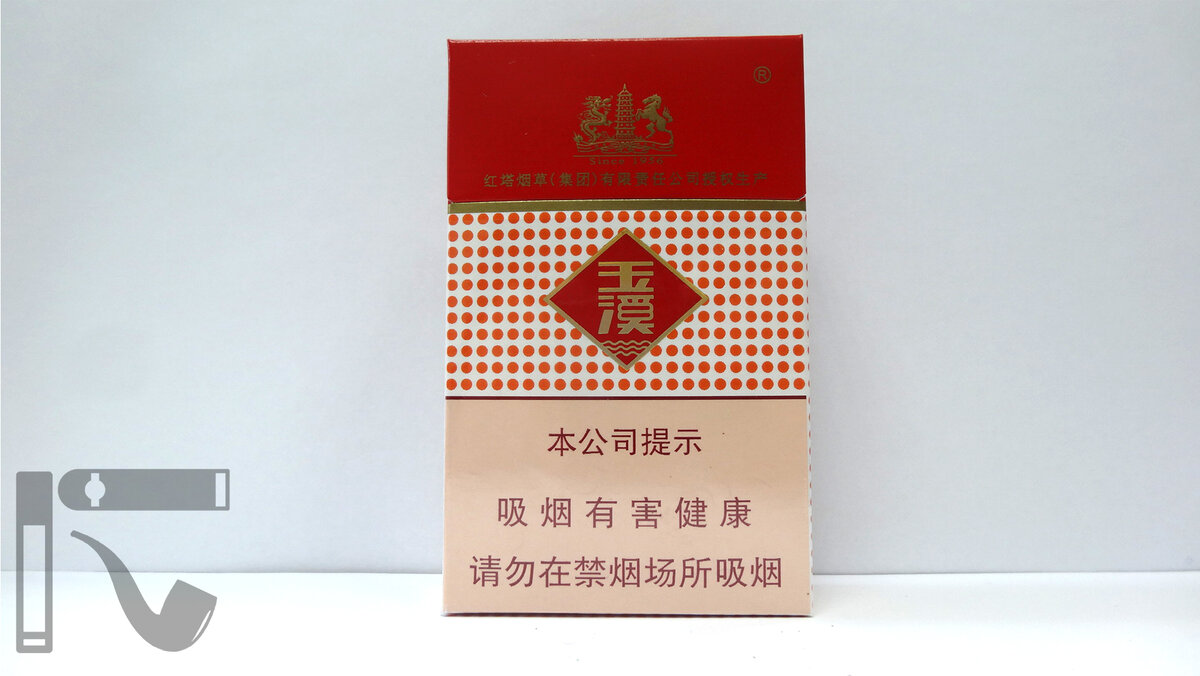 ®
Since 1956
红塔烟草(集团)有限责任公司授权生产
玉溪
本公司提示
吸烟有害健康
请勿在禁烟场所吸烟